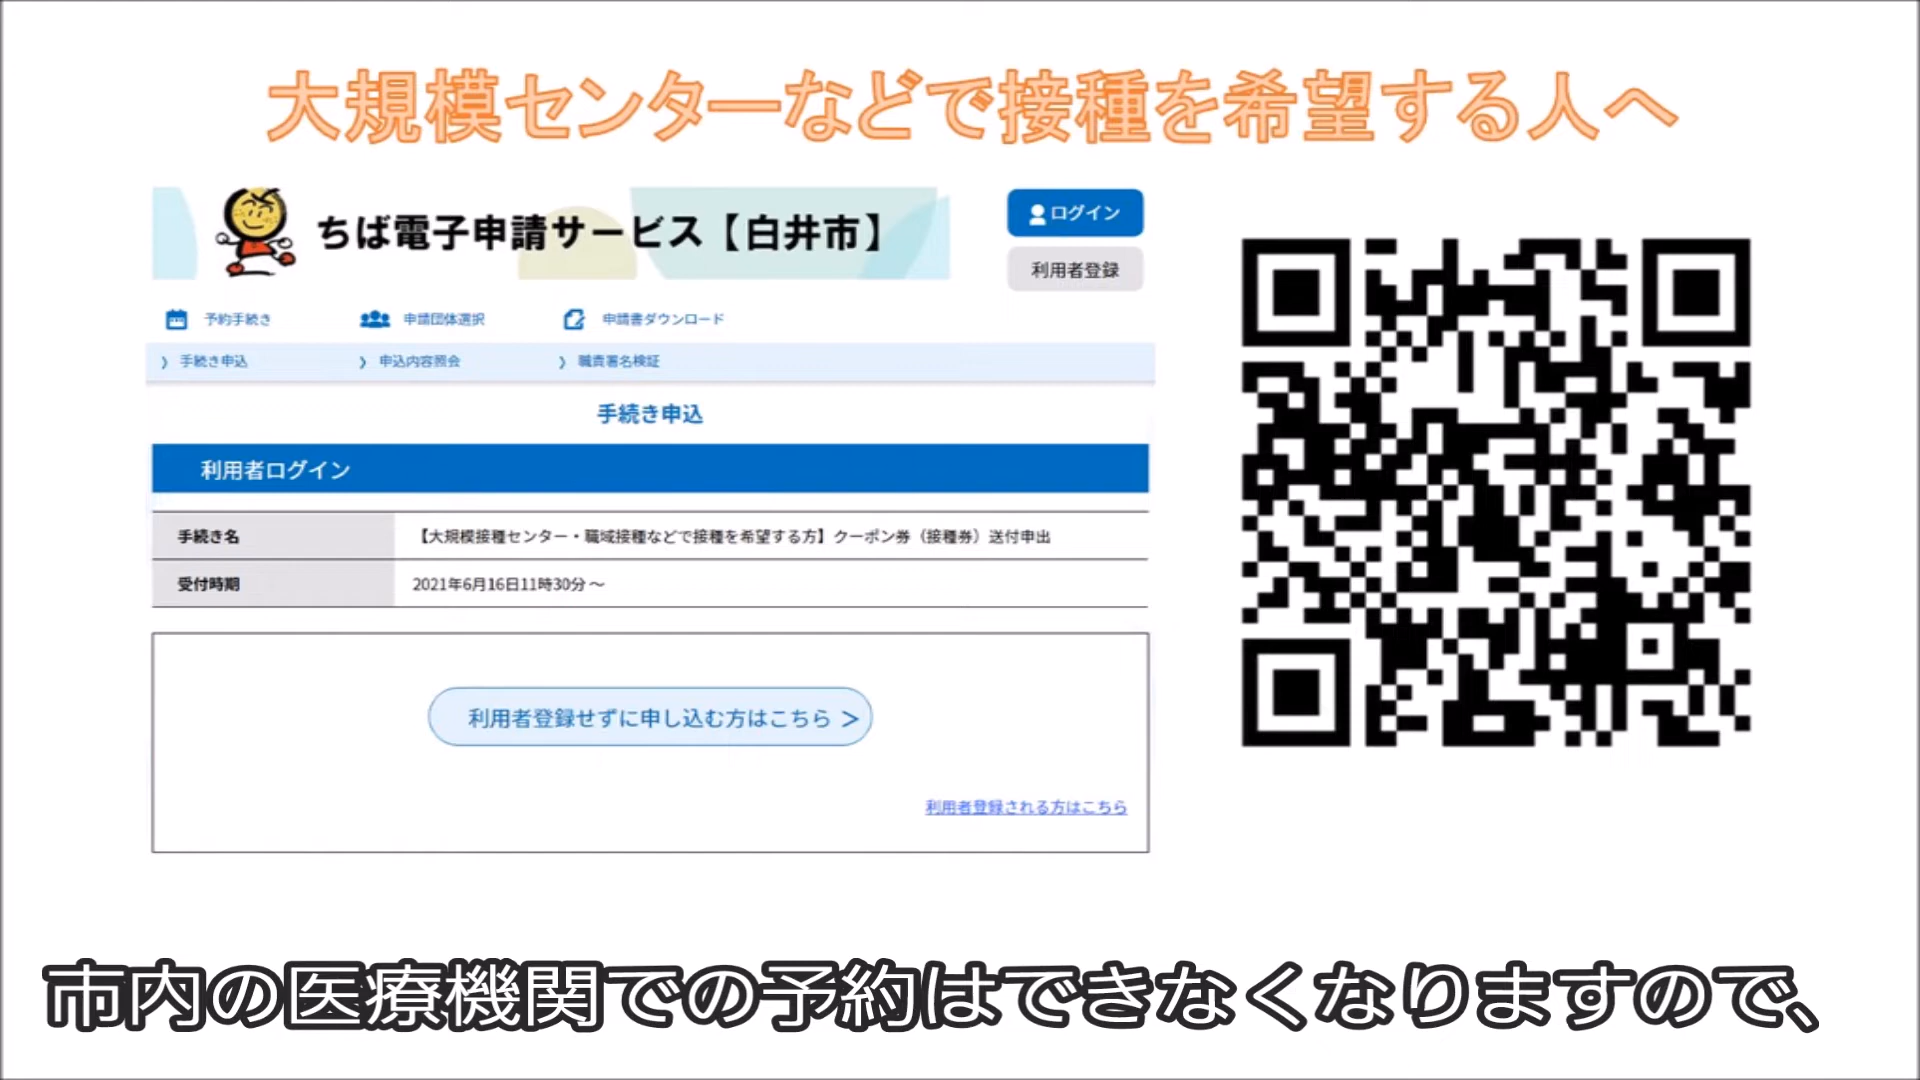 大規模センターなどで接種を希望する人へ
ちば電子申請サービス【白井市】
ログイン
利用者登録
予約手続き
申請団体選択
申請書ダウンロード
手続き申込
申込内容照会
職責署名検証
手続き申込
利用者ログイン
手続き名
【大規模接種センター・職域接種などで接種を希望する方】クーポン券（接種券）送付申出
受付時期
2021年6月16日11時30分～
利用者登録せずに申し込む方はこちら >
利用者登録される方はこちら
市内の医療機関での予約はできなくなりますので、